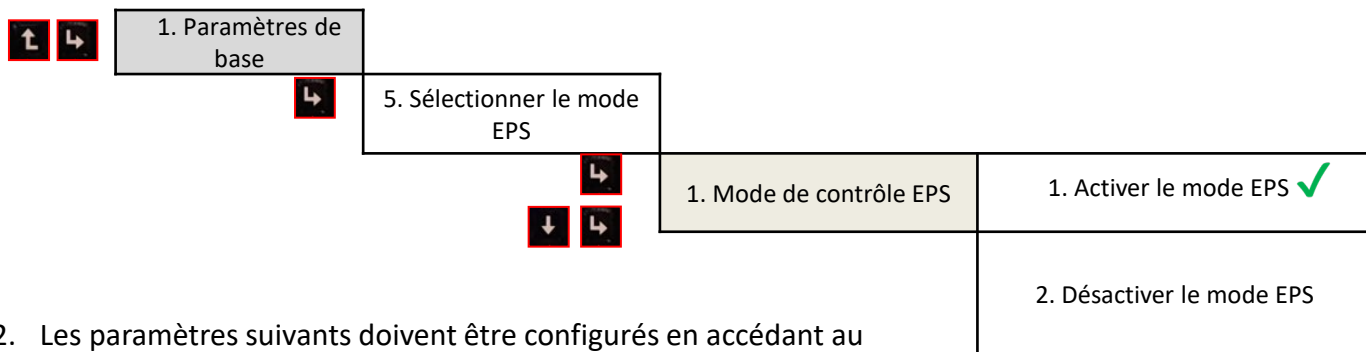 1. Paramètres de
base
5. Sélectionner le mode
EPS
1. Mode de contrôle EPS
1. Activer le mode EPS
2. Désactiver le mode EPS
2. Les paramètres suivants doivent être configurés en accédant au